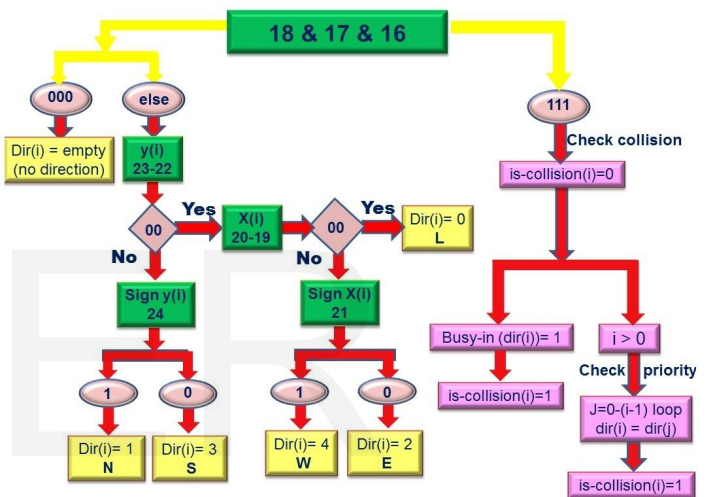 18 & 17 & 16
000
else
111
Check collision
Dir(i) = empty
(no direction)
y(i)
23-22
is-collision(i)=0
00
Yes
X(i)
20-19
00
Yes
Dir(i)= 0
L
No
No
Sign y(i)
24
Sign X(i)
21
Busy-in (dir(i))= 1
i > 0
Check priority
is-collision(i)=1
1
0
1
0
J=0-(i-1) loop
dir(i) = dir(j)
Dir(i)= 1
N
Dir(i)= 3
S
Dir(i)= 4
W
Dir(i)= 2
E
is-collision(i)=1
ER